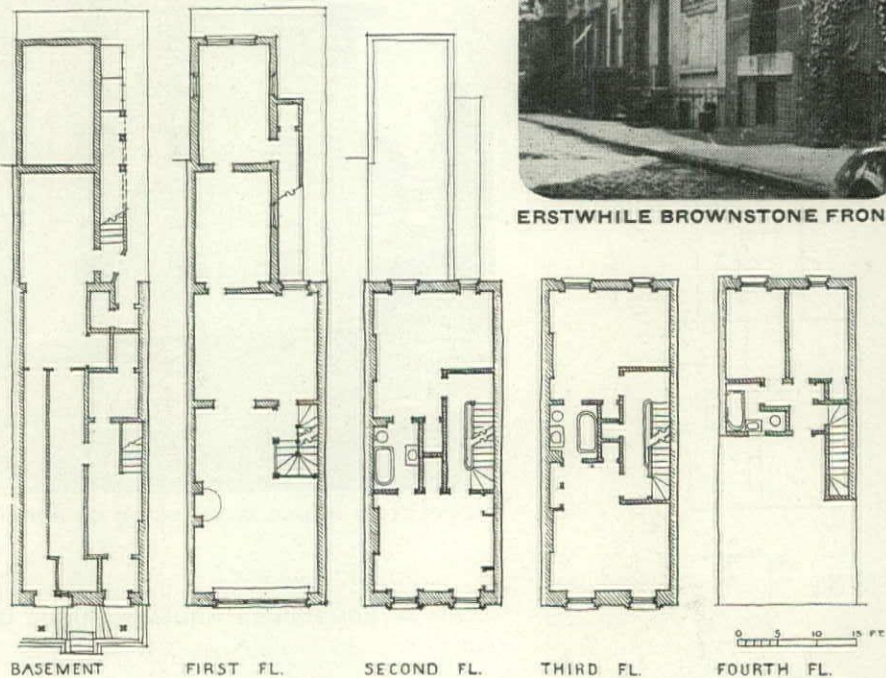 ERSTWHILE BROWNSTONE FRON
0 5 10 15 FT.
BASEMENT FIRST FL. SECOND FL. THIRD FL. FOURTH FL.